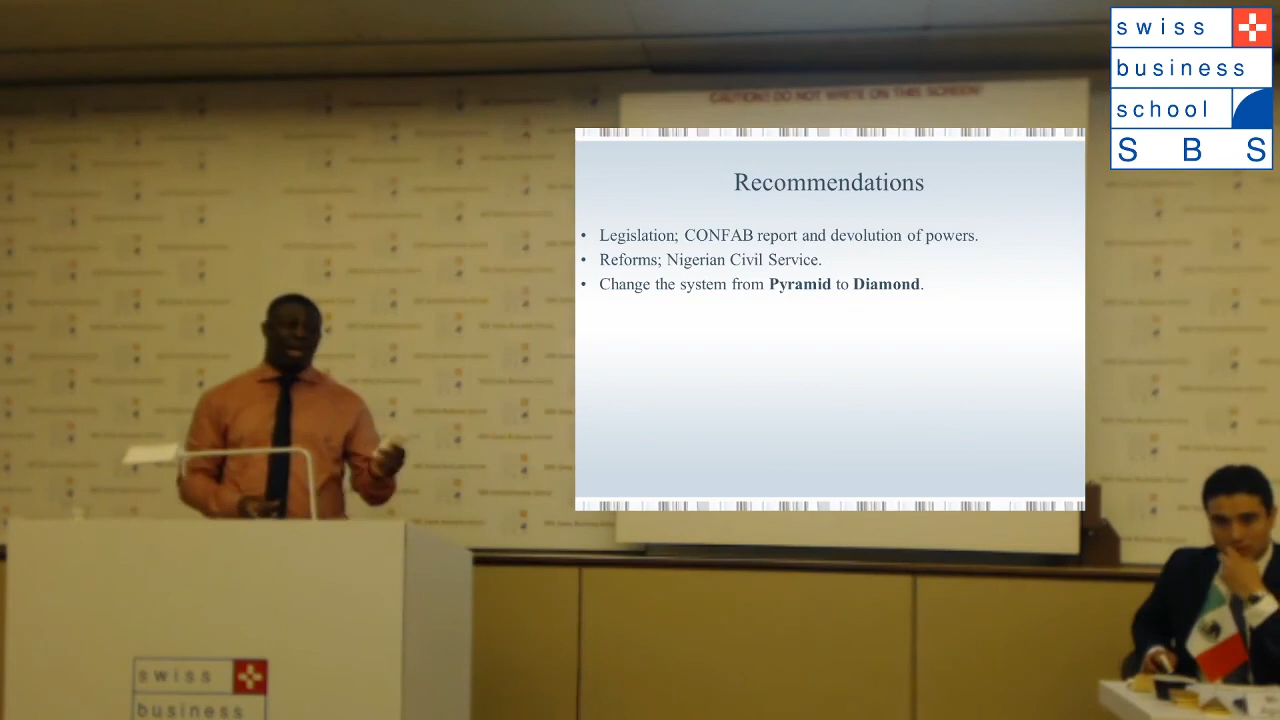 CAUTION! DO NOT WRITE ON THIS SCREEN!
swiss
business
school
S B S
Recommendations
• Legislation; CONFAB report and devolution of powers.
• Reforms; Nigerian Civil Service.
• Change the system from Pyramid to Diamond.
swiss
business